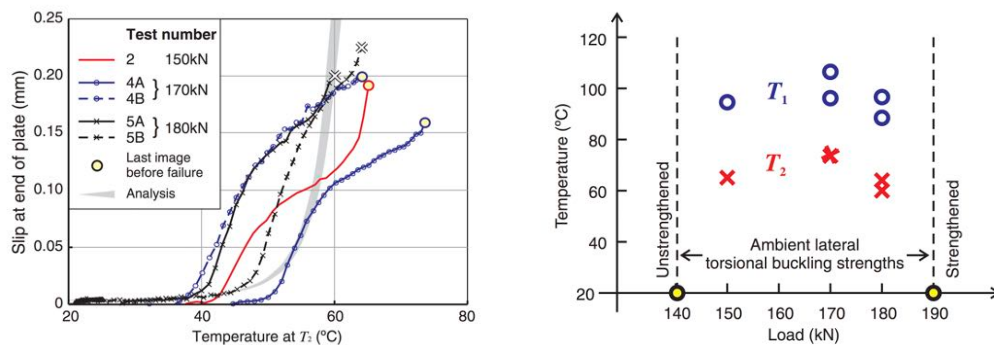 0.25
0.20
0.15
0.10
0.05
0
Slip at end of plate (mm)
Test number
2 150kN
4A
4B
} 170kN
5A
5B
} 180kN
Last image
before failure
Analysis
20 40 60 80
Temperature at T2 (ºC)
120
100
80
60
40
20
Temperature (ºC)
T1
T2
Unstrengthened
Ambient lateral
torsional buckling strengths
Strengthened
140 150 160 170 180 190
Load (kN)